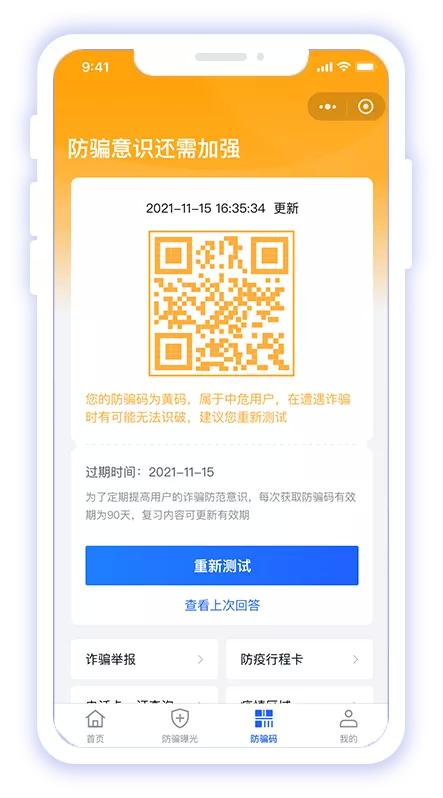 9:41
防骗意识还需加强
2021-11-15 16:35:34 更新
您的防骗码为黄码，属于中危用户，在遭遇诈骗
时有可能无法识破，建议您重新测试
过期时间：2021-11-15
为了定期提高用户的诈骗防范意识，每次获取防骗码有效
期为90天，复习内容可更新有效期
重新测试
查看上次回答
诈骗举报
防疫行程卡
首页
防骗曝光
防骗码
我的